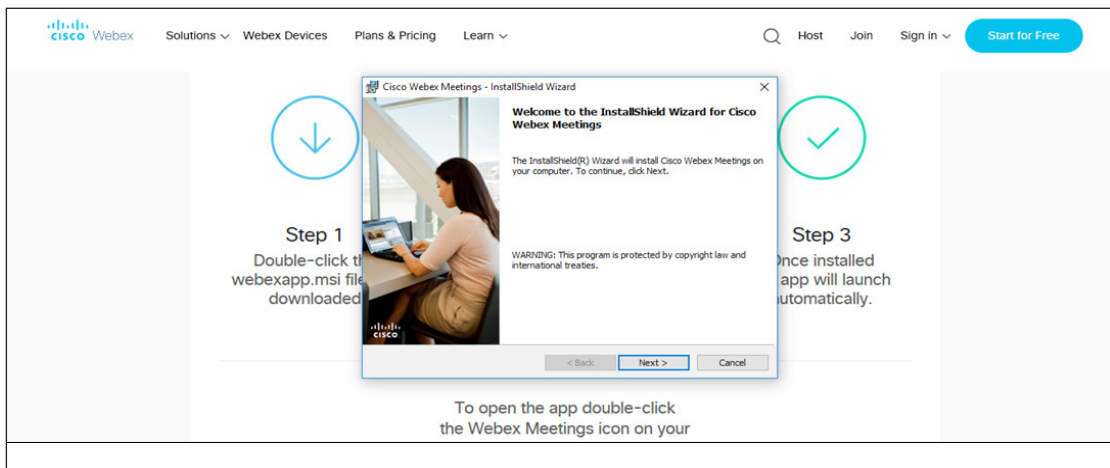 CISCO Webex Solutions Webex Devices Plans & Pricing Learn Host Join Sign in Start for Free
Cisco Webex Meetings - InstallShield Wizard
Welcome to the InstallShield Wizard for Cisco
Webex Meetings
The InstallShield(R) Wizard will install Cisco Webex Meetings on
your computer. To continue, click Next.
WARNING: This program is protected by copyright law and
international treaties.
CISCO
< Back Next > Cancel
Step 1
Double-click th
webexapp.msi file
downloaded
Step 3
Once installed
app will launch
utomatically.
To open the app double-click
the Webex Meetings icon on your